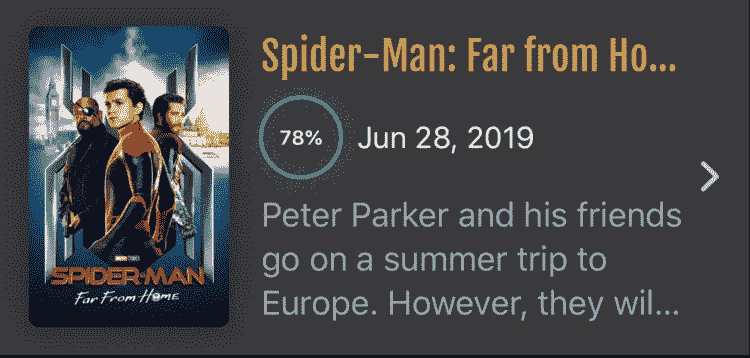 Spider-Man: Far from Ho...
78%
Jun 28, 2019
Peter Parker and his friends
go on a summer trip to
Europe. However, they wil...
SPIDER-MAN
Far From Home